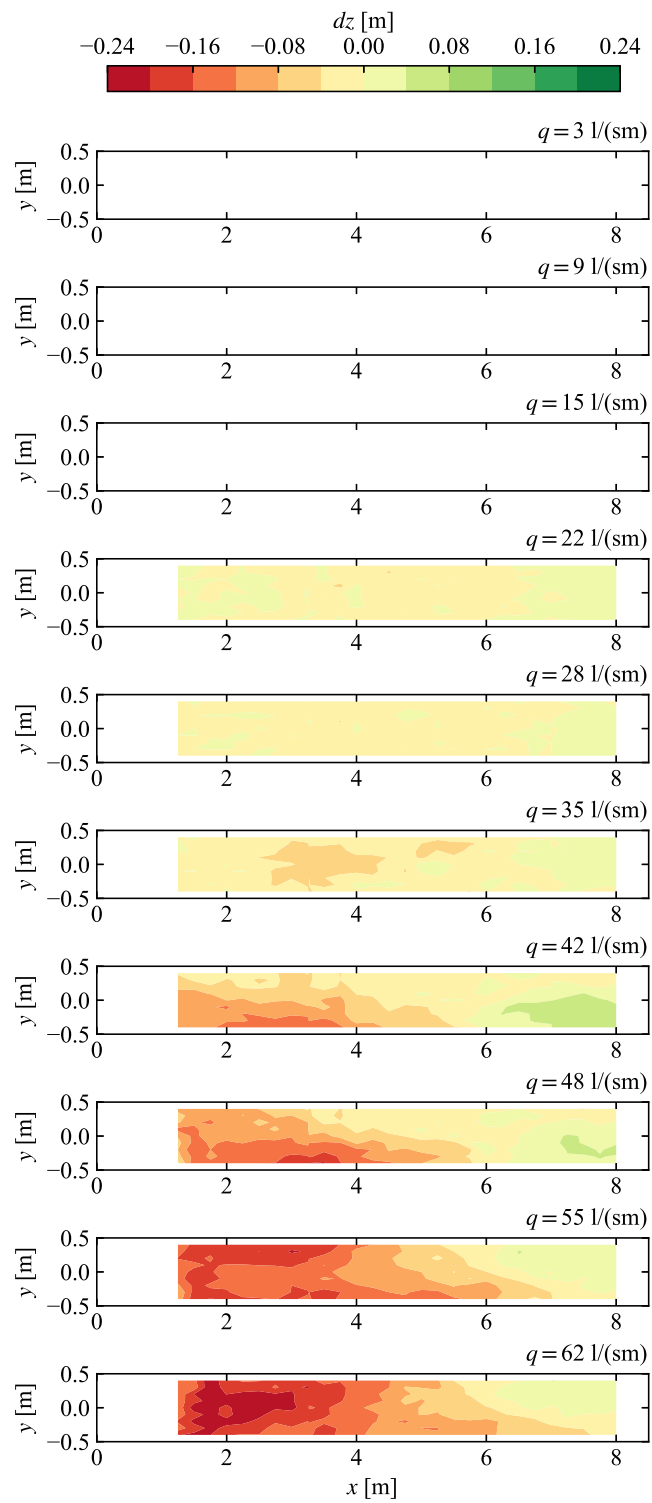 dz [m]
−0.24 −0.16 −0.08 0.00 0.08 0.16 0.24
q = 3 l/(sm)
0.5
y [m]
0.0
−0.5
0 2 4 6 8
q = 9 l/(sm)
0.5
y [m]
0.0
−0.5
0 2 4 6 8
q = 15 l/(sm)
0.5
y [m]
0.0
−0.5
0 2 4 6 8
q = 22 l/(sm)
0.5
y [m]
0.0
−0.5
0 2 4 6 8
q = 28 l/(sm)
0.5
y [m]
0.0
−0.5
0 2 4 6 8
q = 35 l/(sm)
0.5
y [m]
0.0
−0.5
0 2 4 6 8
q = 42 l/(sm)
0.5
y [m]
0.0
−0.5
0 2 4 6 8
q = 48 l/(sm)
0.5
y [m]
0.0
−0.5
0 2 4 6 8
q = 55 l/(sm)
0.5
y [m]
0.0
−0.5
0 2 4 6 8
q = 62 l/(sm)
0.5
y [m]
0.0
−0.5
0 2 4 6 8
x [m]